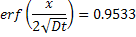 erf(x/(2√Dt)) = 0.9533